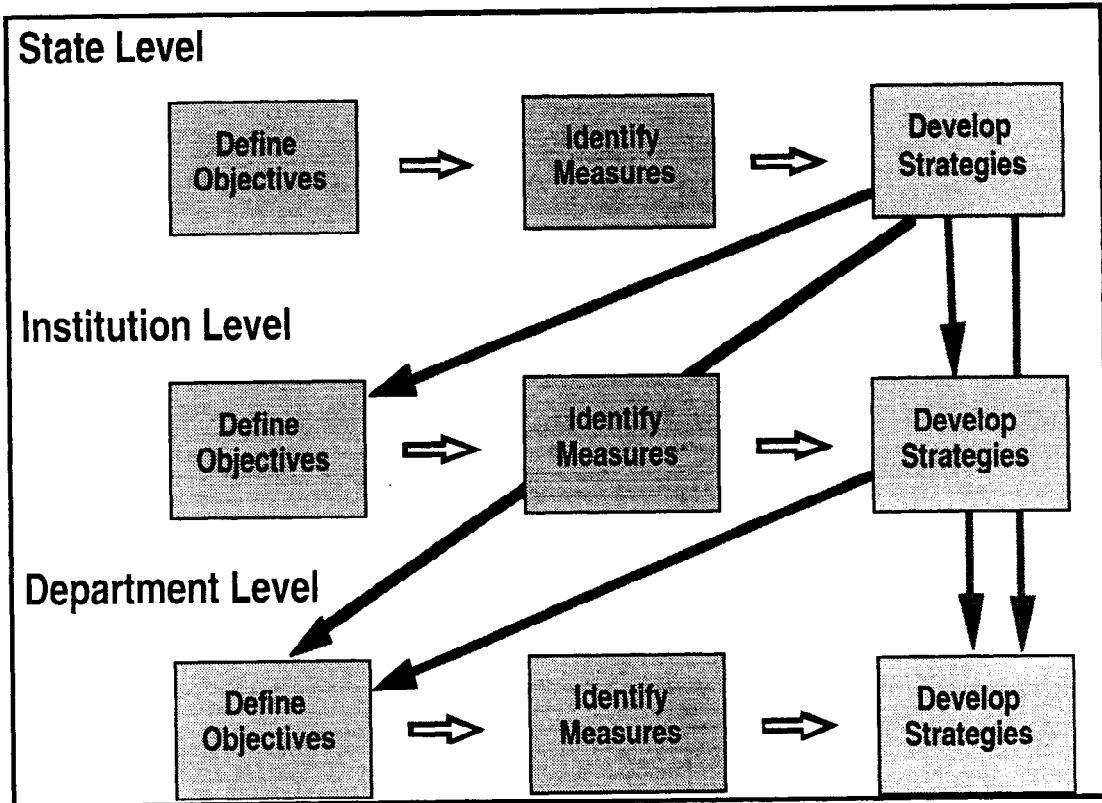 State Level
Define
Objectives
Identify
Measures
Develop
Strategies
Institution Level
Define
Objectives
Identify
Measures
Develop
Strategies
Department Level
Define
Objectives
Identify
Measures
Develop
Strategies